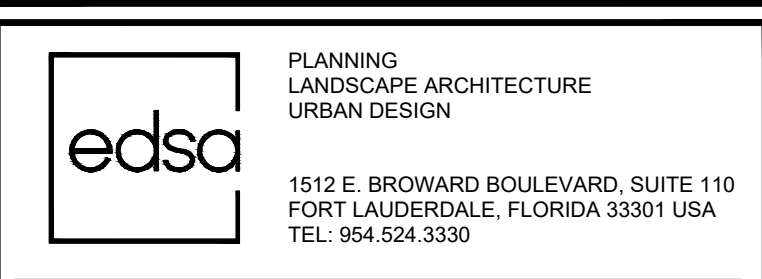 edsa
PLANNING
LANDSCAPE ARCHITECTURE
URBAN DESIGN
1512 E. BROWARD BOULEVARD, SUITE 110
FORT LAUDERDALE, FLORIDA 33301 USA
TEL: 954.524.3330